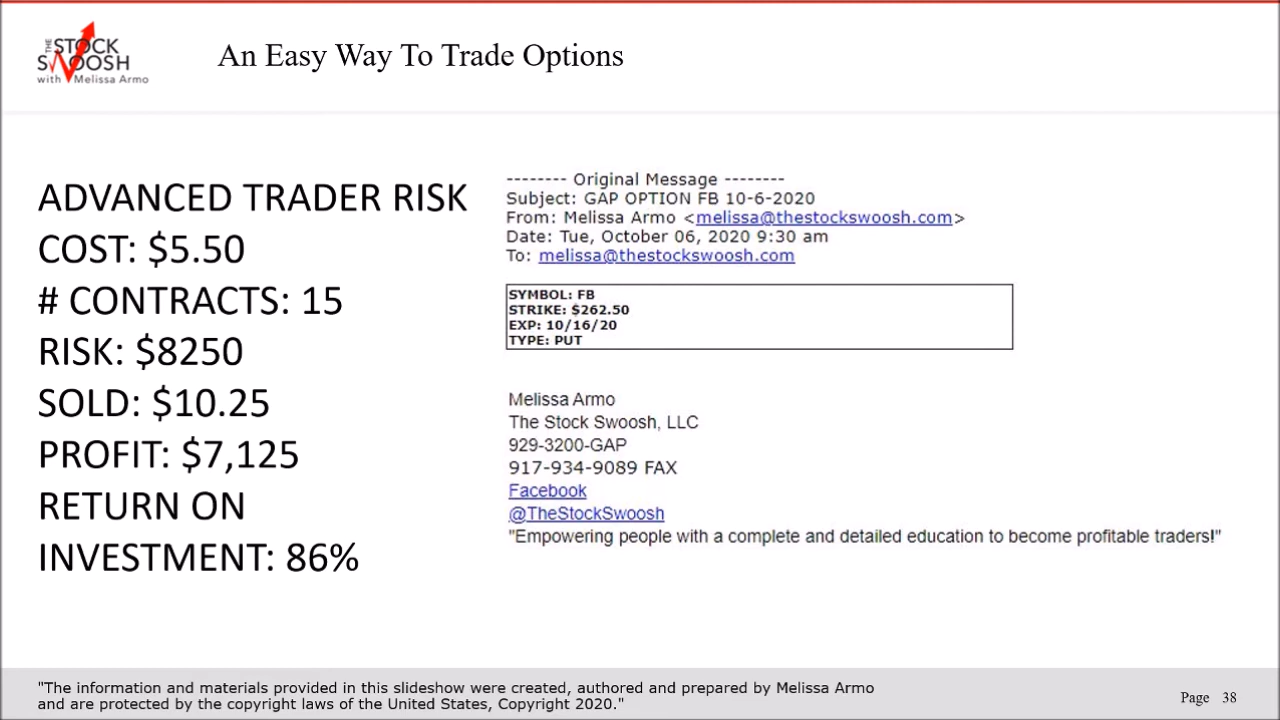 THE
STOCK
SWOOSH
with Melissa Armo
An Easy Way To Trade Options
ADVANCED TRADER RISK
COST: $5.50
# CONTRACTS: 15
RISK: $8250
SOLD: $10.25
PROFIT: $7,125
RETURN ON
INVESTMENT: 86%
-------- Original Message --------
Subject: GAP OPTION FB 10-6-2020
From: Melissa Armo <melissa@thestockswoosh.com>
Date: Tue, October 06, 2020 9:30 am
To: melissa@thestockswoosh.com
SYMBOL: FB
STRIKE: $262.50
EXP: 10/16/20
TYPE: PUT
Melissa Armo
The Stock Swoosh, LLC
929-3200-GAP
917-934-9089 FAX
Facebook
@TheStockSwoosh
"Empowering people with a complete and detailed education to become profitable traders!"
"The information and materials provided in this slideshow were created, authored and prepared by Melissa Armo
and are protected by the copyright laws of the United States, Copyright 2020."
Page 38